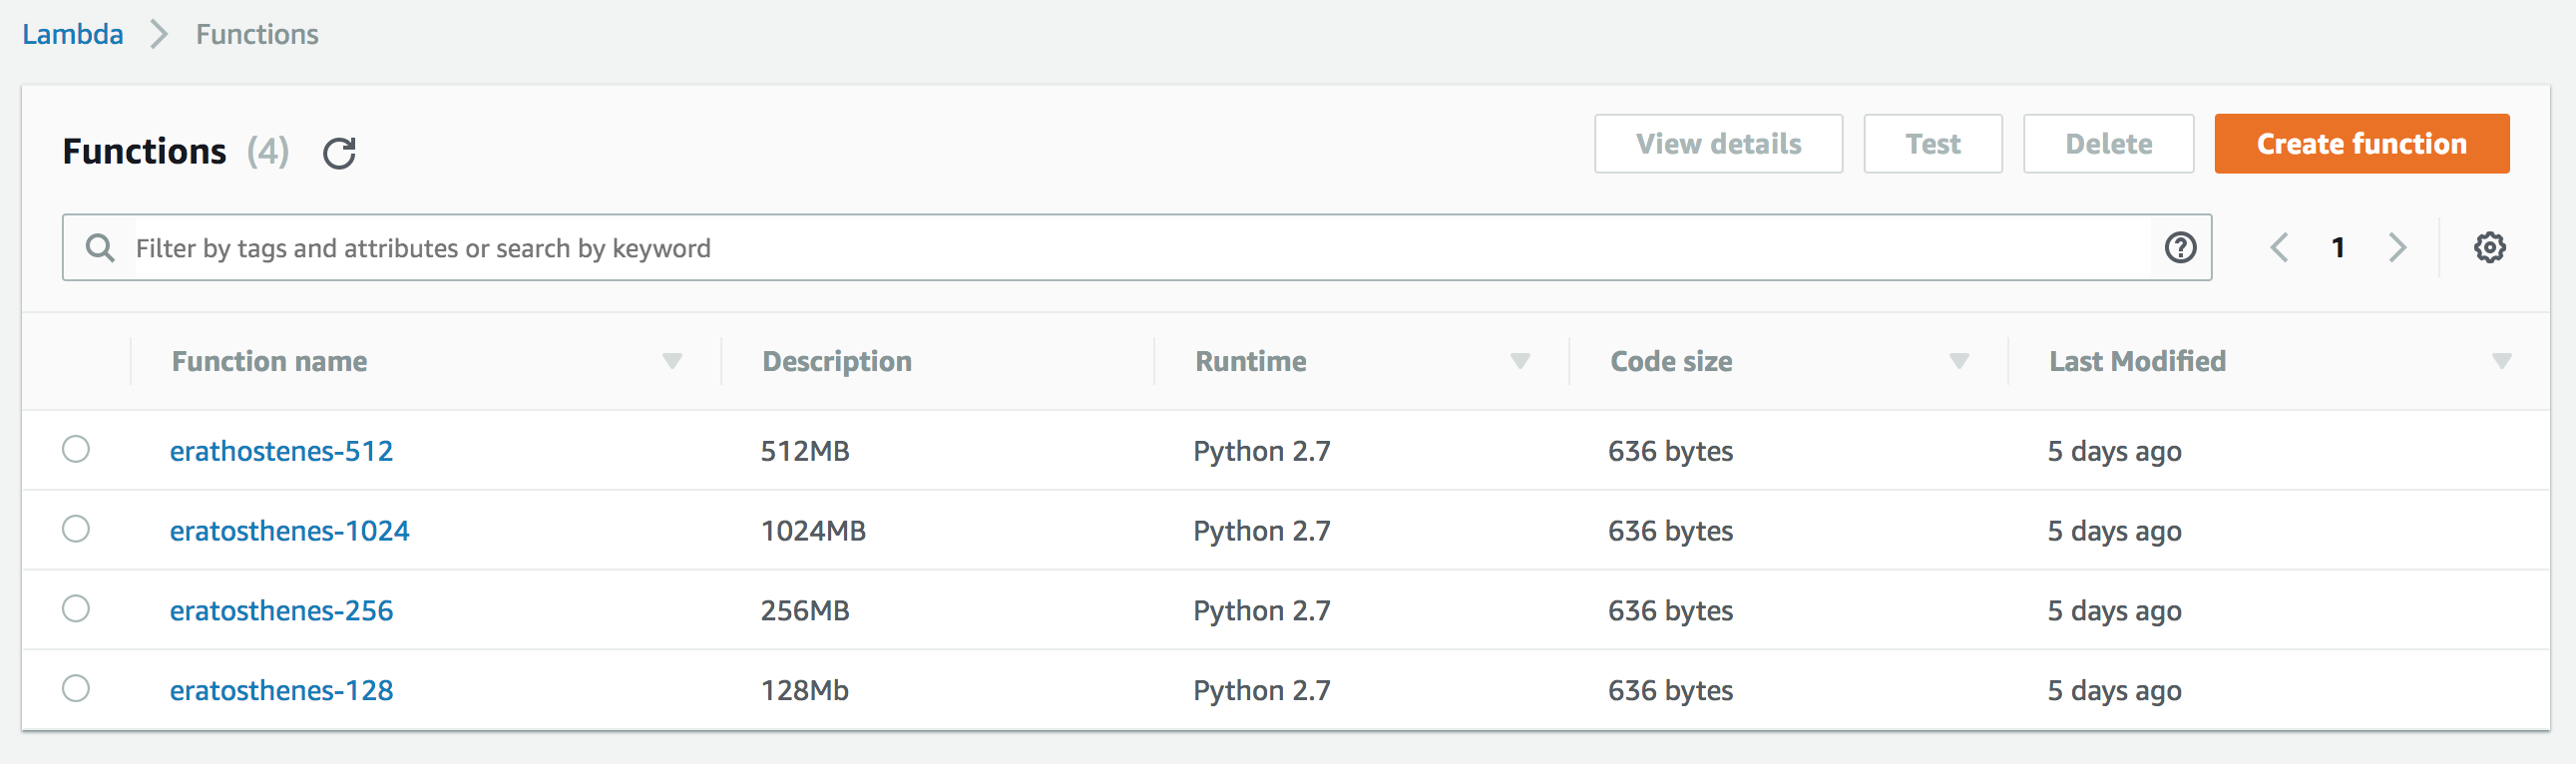 Lambda > Functions
Functions (4)
View details Test Delete Create function
Filter by tags and attributes or search by keyword
1
Function name Description Runtime Code size Last Modified
erathostenes-512 512MB Python 2.7 636 bytes 5 days ago
eratosthenes-1024 1024MB Python 2.7 636 bytes 5 days ago
eratosthenes-256 256MB Python 2.7 636 bytes 5 days ago
eratosthenes-128 128Mb Python 2.7 636 bytes 5 days ago